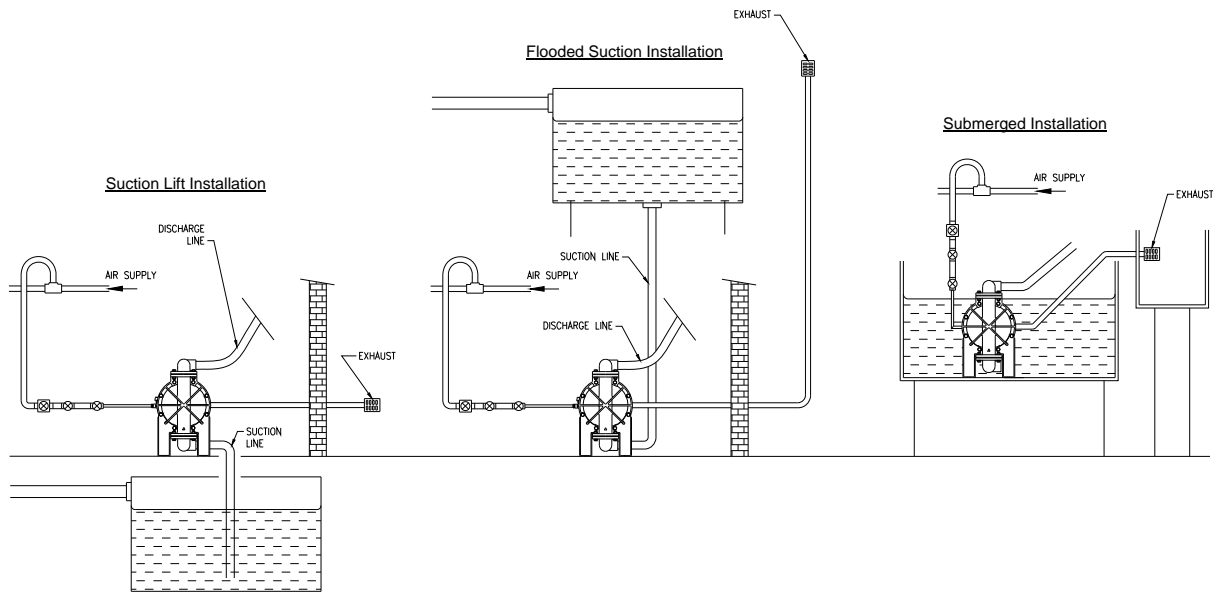 Suction Lift Installation
DISCHARGE
LINE
AIR SUPPLY
EXHAUST
SUCTION
LINE
Flooded Suction Installation
EXHAUST
SUCTION LINE
AIR SUPPLY
DISCHARGE LINE
Submerged Installation
AIR SUPPLY
EXHAUST